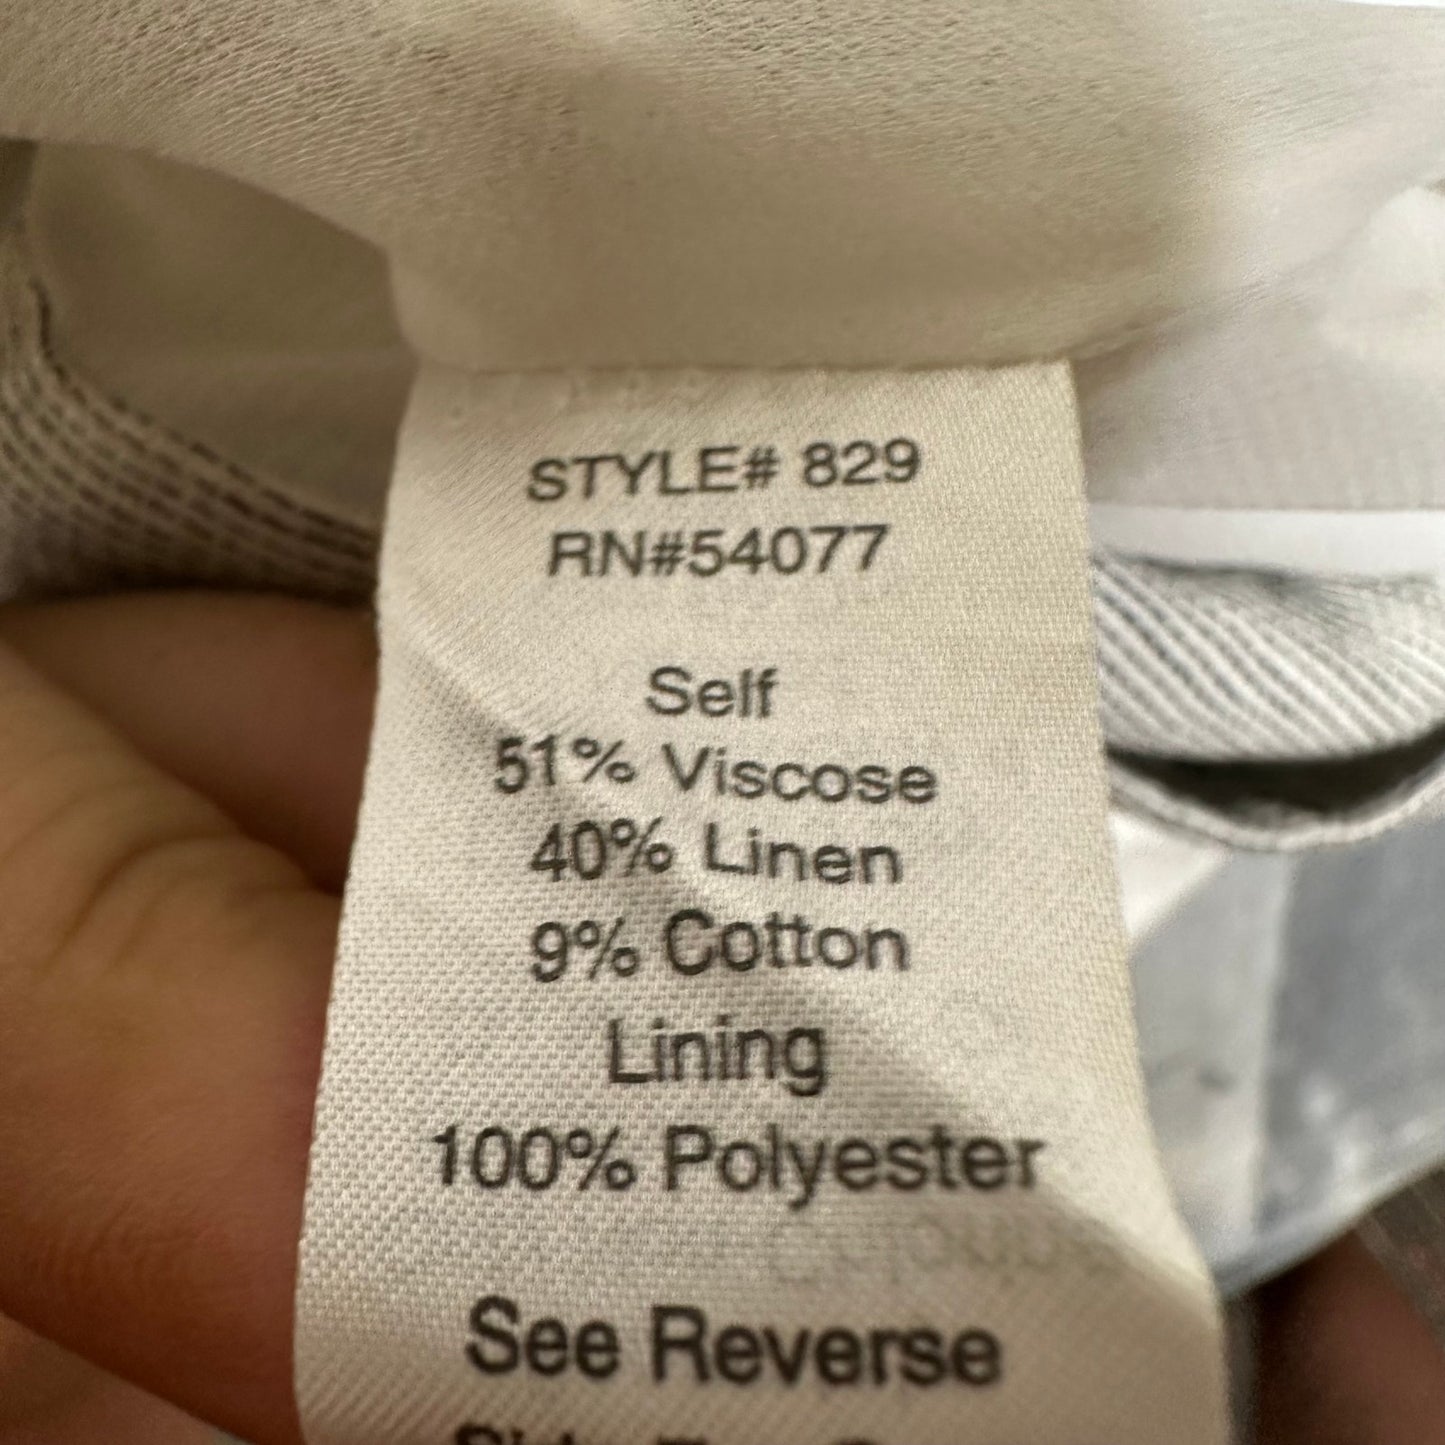 STYLE# 829
RN#54077
Self
51% Viscose
40% Linen
9% Cotton
Lining
100% Polyester
See Reverse